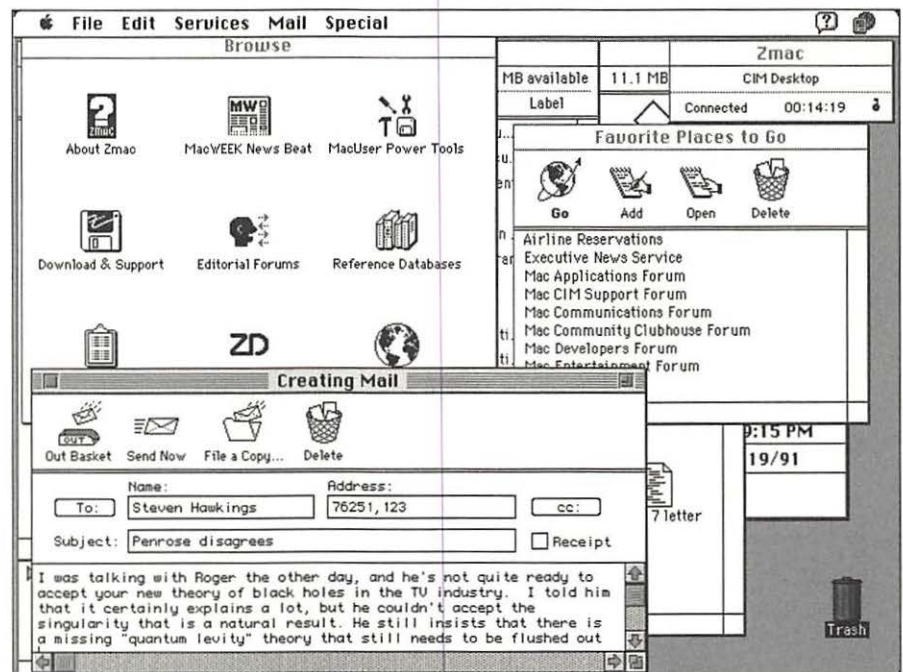 File Edit Services Mail Special
Browse
zmac
About Zmac
MW
MacWEEK News Beat
MacUser Power Tools
Download & Support
Editorial Forums
Reference Databases
ZD
MB available
11.1 MB
Label
Zmac
CIM Desktop
Connected 00:14:19
Favorite Places to Go
Go
Add
Open
Delete
Airline Reservations
Executive News Service
Mac Applications Forum
Mac CIM Support Forum
Mac Communications Forum
Mac Community Clubhouse Forum
Mac Developers Forum
Mac Entertainment Forum
Creating Mail
OUT
Out Basket
Send Now
File a Copy...
Delete
Name:
Address:
To:
Steven Hawkings
76251,123
cc:
Subject:
Penrose disagrees
Receipt
I was talking with Roger the other day, and he's not quite ready to
accept your new theory of black holes in the TV industry. I told him
that it certainly explains a lot, but he couldn't accept the
singularity that is a natural result. He still insists that there is
a missing "quantum levity" theory that still needs to be flushed out
9:15 PM
19/91
7 letter
Trash